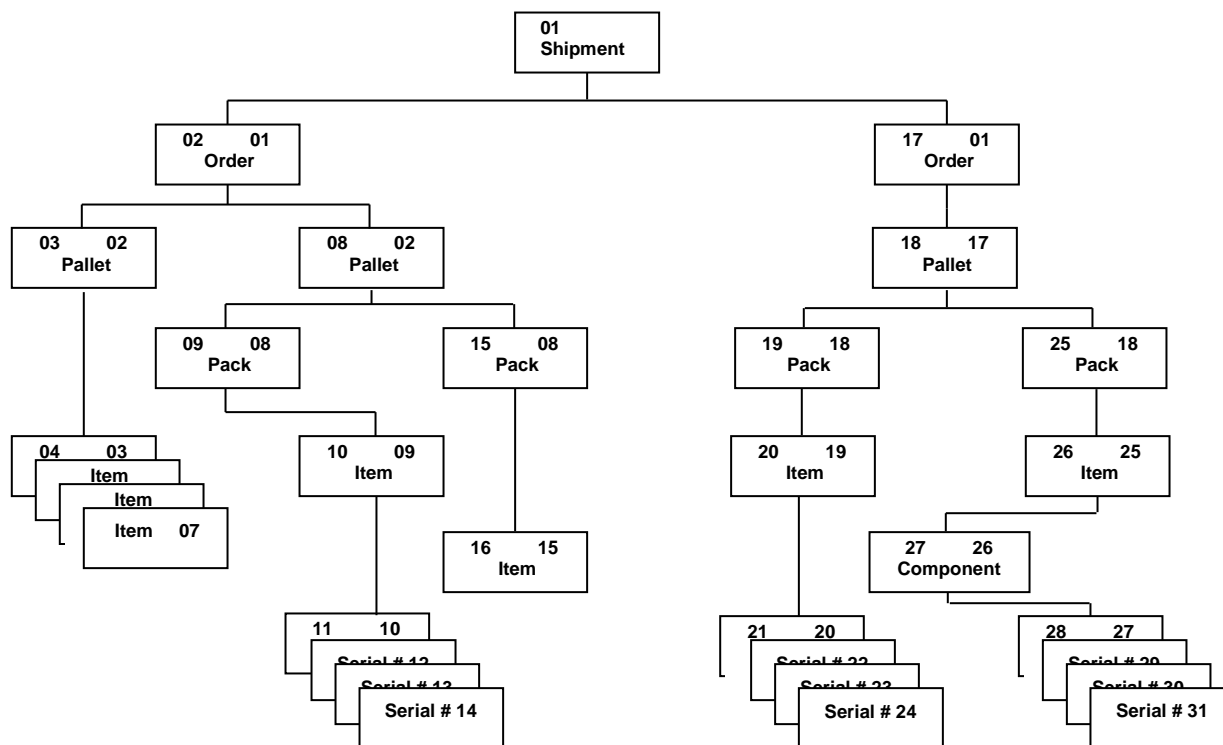 01
Shipment
02 01
Order
17 01
Order
03 02
Pallet
08 02
Pallet
18 17
Pallet
09 08
Pack
15 08
Pack
19 18
Pack
25 18
Pack
04 03
Item
Item
Item 07
10 09
Item
20 19
Item
26 25
Item
16 15
Item
27 26
Component
11 10
Serial # 12
Serial # 13
Serial # 14
21 20
Serial # 22
Serial # 23
Serial # 24
28 27
Serial # 29
Serial # 30
Serial # 31